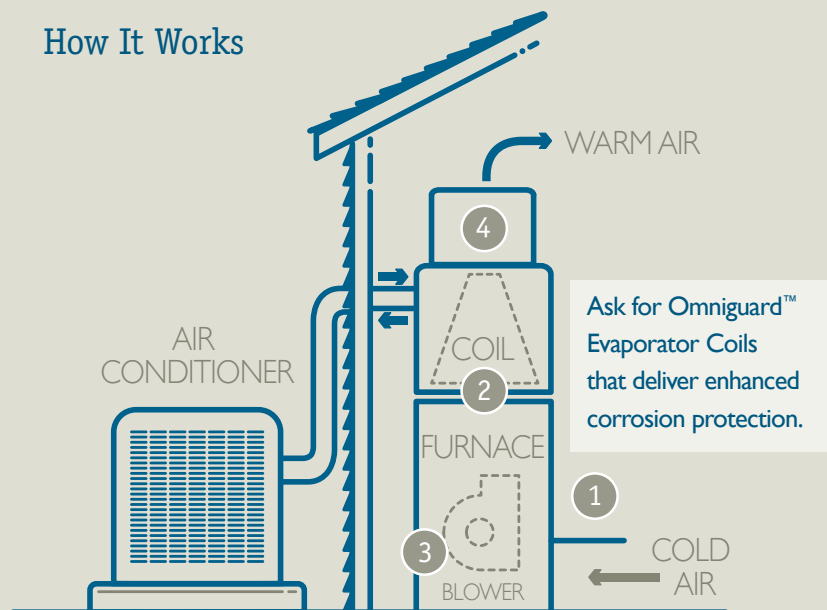 How It Works
WARM AIR
4
Ask for Omniguard™
Evaporator Coils
that deliver enhanced
corrosion protection.
AIR
CONDITIONER
COIL
2
FURNACE
1
3
BLOWER
COLD
AIR